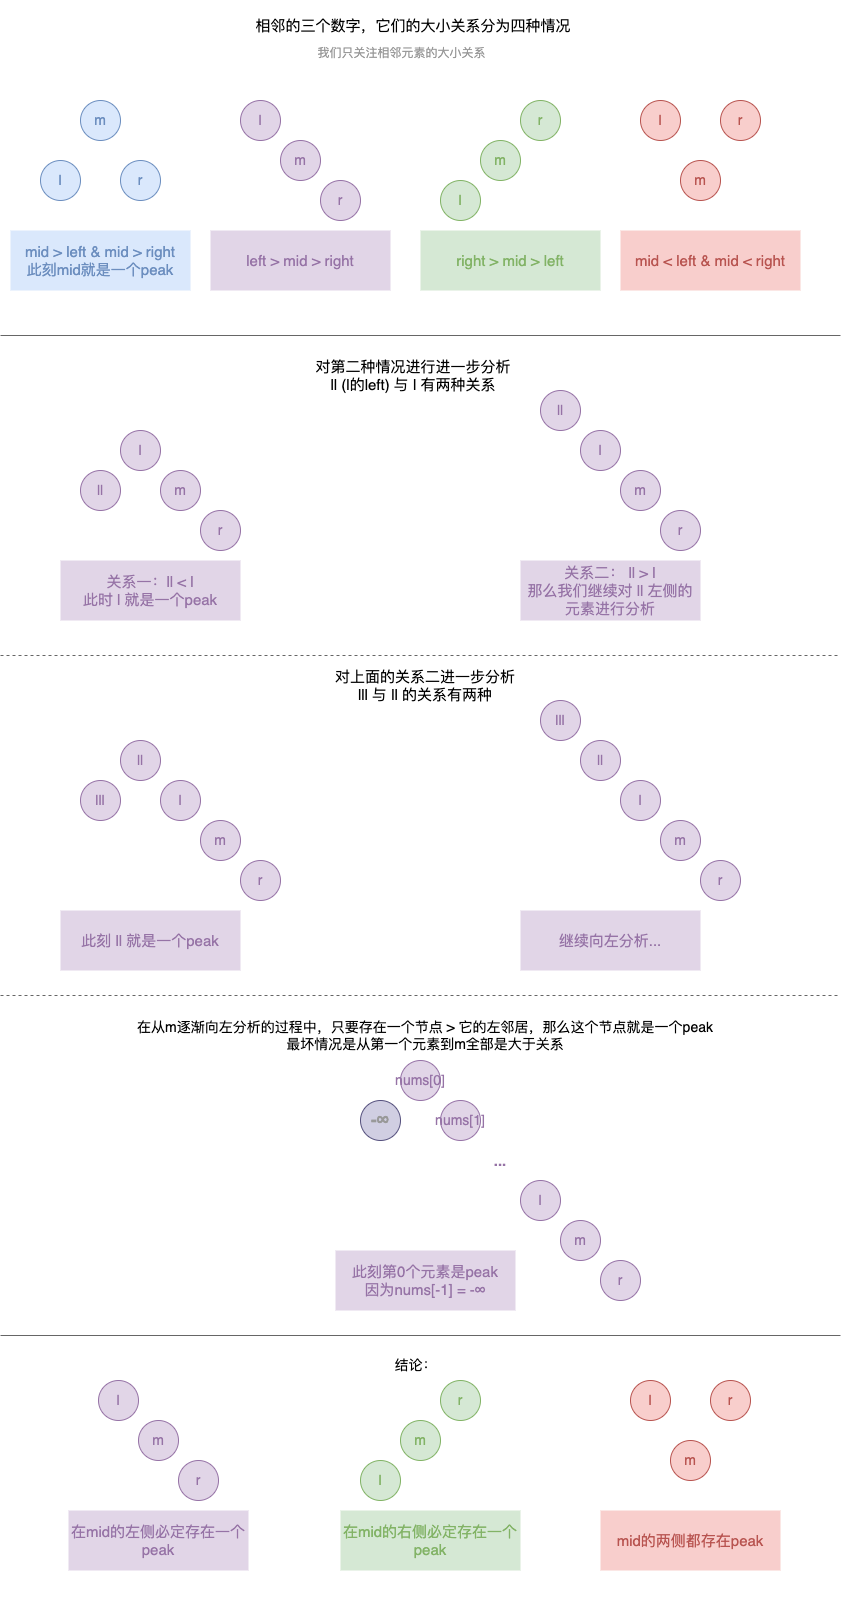 相邻的三个数字，它们的大小关系分为四种情况
我们只关注相邻元素的大小关系
m
l
r
l
m
r
r
m
l
l
r
m
mid > left & mid > right
此刻mid就是一个peak
left > mid > right
right > mid > left
mid < left & mid < right
对第二种情况进行进一步分析
ll (l的left) 与 l 有两种关系
l
ll
m
r
ll
l
m
r
关系一：ll < l
此时 l 就是一个peak
关系二： ll > l
那么我们继续对 ll 左侧的
元素进行分析
对上面的关系二进一步分析
lll 与 ll 的关系有两种
ll
lll
l
m
r
lll
ll
l
m
r
此刻 ll 就是一个peak
继续向左分析...
在从m逐渐向左分析的过程中，只要存在一个节点 > 它的左邻居，那么这个节点就是一个peak
最坏情况是从第一个元素到m全部是大于关系
nums[0]
-∞
nums[1]
...
l
m
r
此刻第0个元素是peak
因为nums[-1] = -∞
结论：
l
m
r
r
m
l
l
r
m
在mid的左侧必定存在一个
peak
在mid的右侧必定存在一个
peak
mid的两侧都存在peak